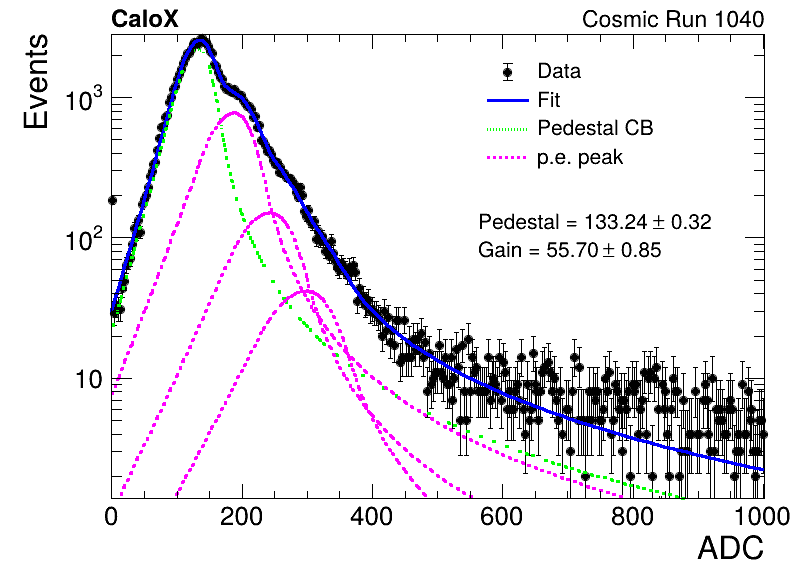 CaloX Cosmic Run 1040
Events
10³
10²
10
Data
Fit
Pedestal CB
p.e. peak
Pedestal = 133.24 ± 0.32
Gain = 55.70 ± 0.85
0 200 400 600 800 1000
ADC